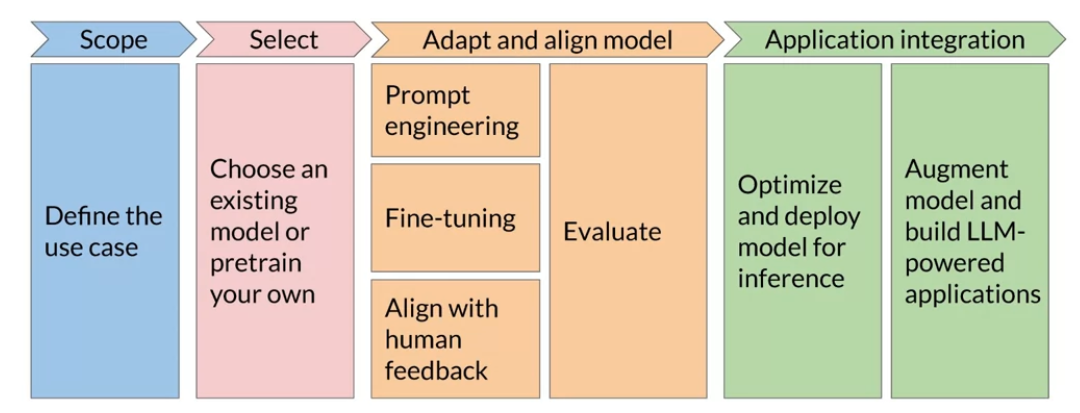 Scope
Select
Adapt and align model
Application integration
Define the
use case
Choose an
existing
model or
pretrain
your own
Prompt
engineering
Fine-tuning
Align with
human
feedback
Evaluate
Optimize
and deploy
model for
inference
Augment
model and
build LLM-
powered
applications